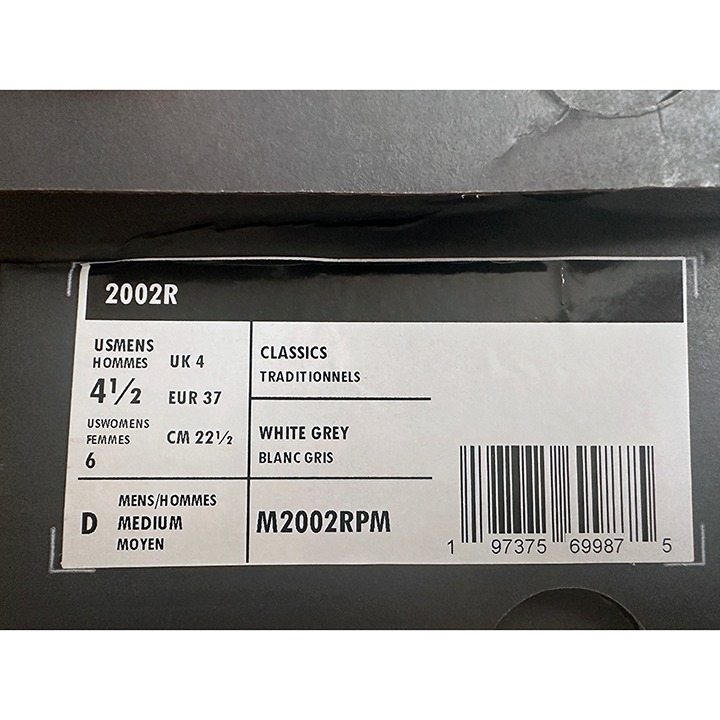 2002R
USMENS
HOMMES
4½
UK 4
EUR 37
USWOMENS
FEMMES
6
CM 22½
CLASSICS
TRADITIONNELS
WHITE GREY
BLANC GRIS
D
MENS/HOMMES
MEDIUM
MOYEN
M2002RPM
1 97375 69987 5